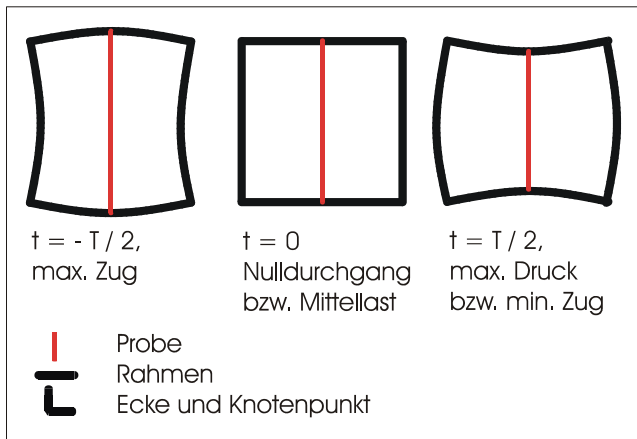 t = - T / 2,
max. Zug
t = 0
Nulldurchgang
bzw. Mittellast
t = T / 2,
max. Druck
bzw. min. Zug
Probe
Rahmen
Ecke und Knotenpunkt